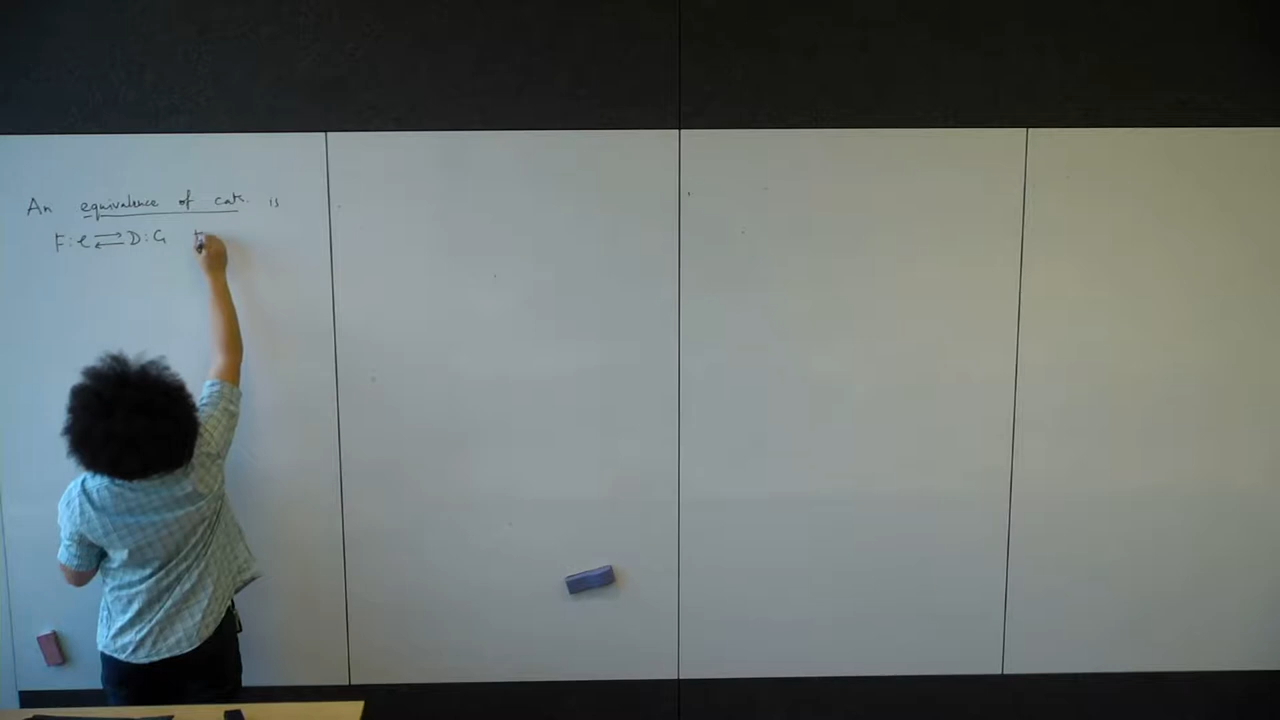 An equivalence of cats. is
F : C ⇄ D : G